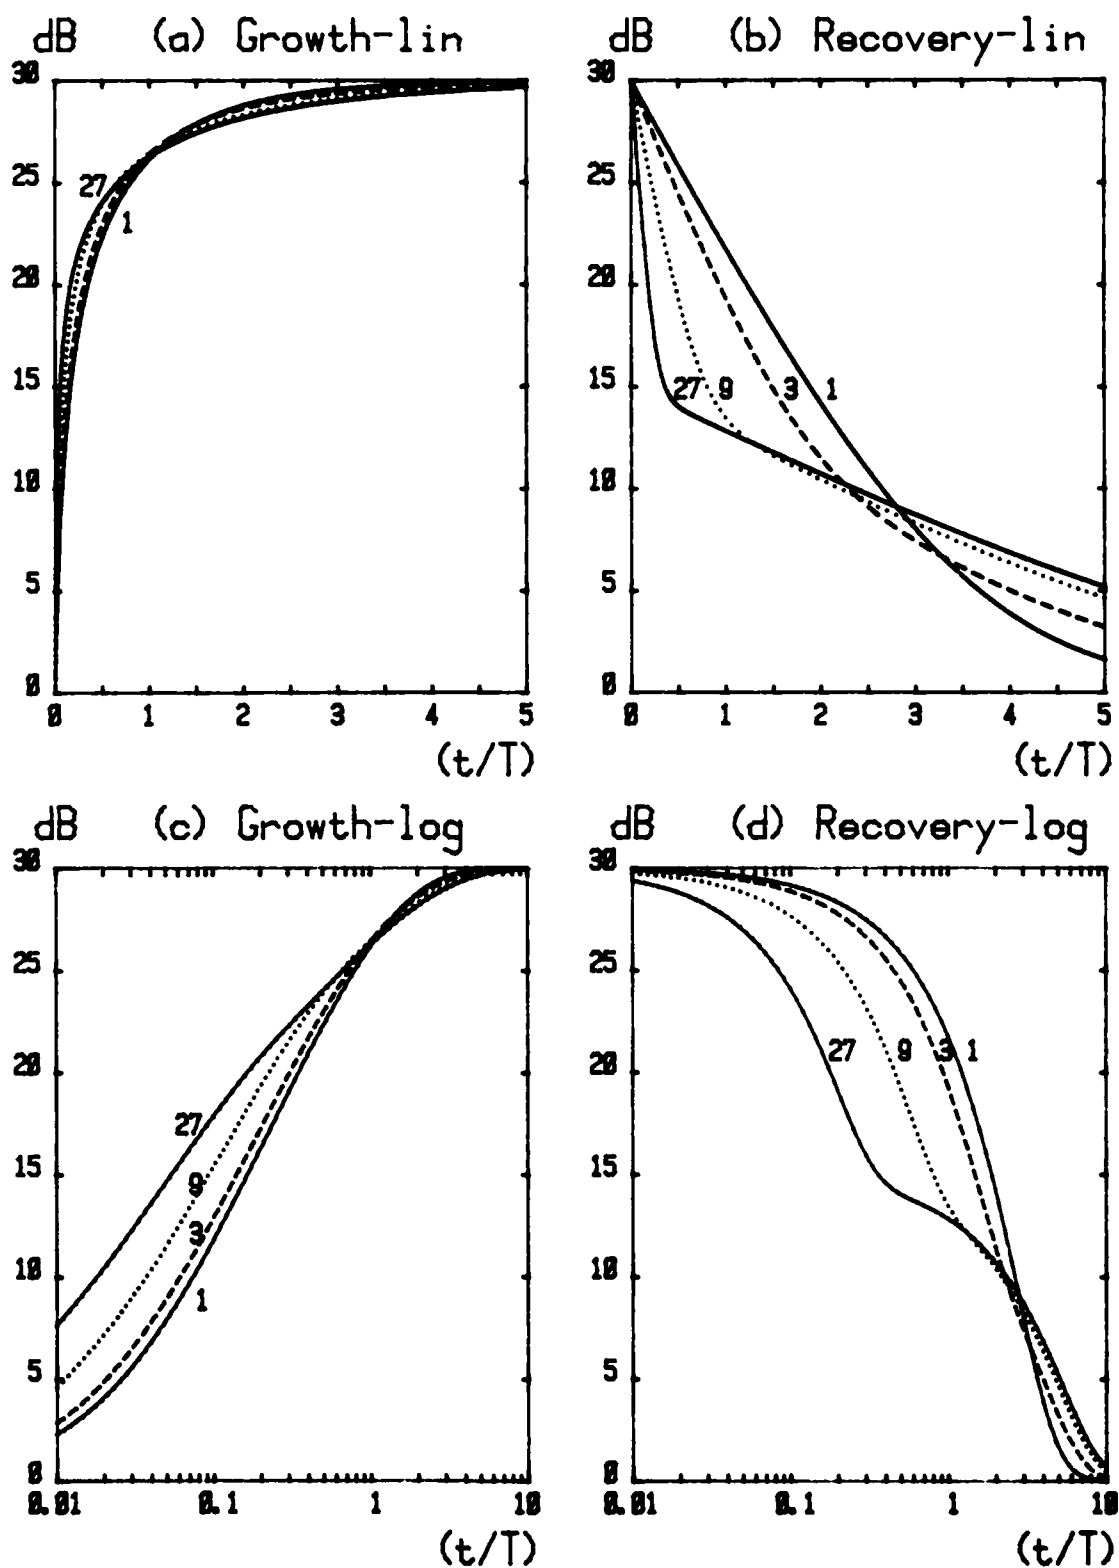 dB (a) Growth-lin
30
25
20
15
10
5
0
27
1
0 1 2 3 4 5
(t/T)
dB (b) Recovery-lin
30
25
20
15
10
5
0
27 9 3 1
0 1 2 3 4 5
(t/T)
dB (c) Growth-log
30
25
20
15
10
5
0
27
9
3
1
0.01 0.1 1 10
(t/T)
dB (d) Recovery-log
30
25
20
15
10
5
0
27 9 3 1
0.01 0.1 1 10
(t/T)